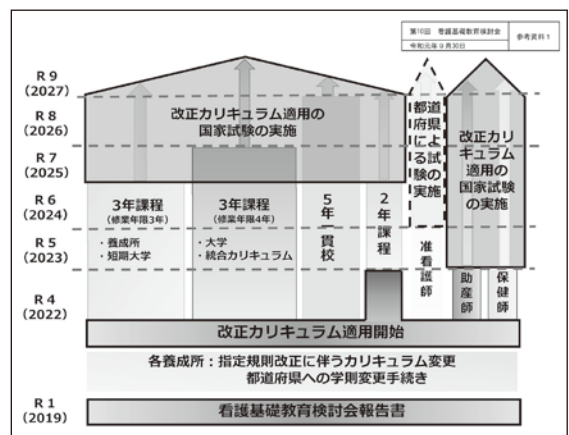 第10回 看護基礎教育検討会
令和元年9月30日
参考資料1
R 9
(2027)
R 8
(2026)
R 7
(2025)
R 6
(2024)
R 5
(2023)
R 4
(2022)
R 1
(2019)
改正カリキュラム適用の
国家試験の実施
都道府県による試験の実施
改正カリ
キュラム
適用の
国家試験
の実施
3年課程
(修業年限3年)
・養成所
・短期大学
3年課程
(修業年限4年)
・大学
・統合カリキュラム
5年一貫校
2年課程
准看護師
助産師
保健師
改正カリキュラム適用開始
各養成所:指定規則改正に伴うカリキュラム変更
都道府県への学則変更手続き
看護基礎教育検討会報告書